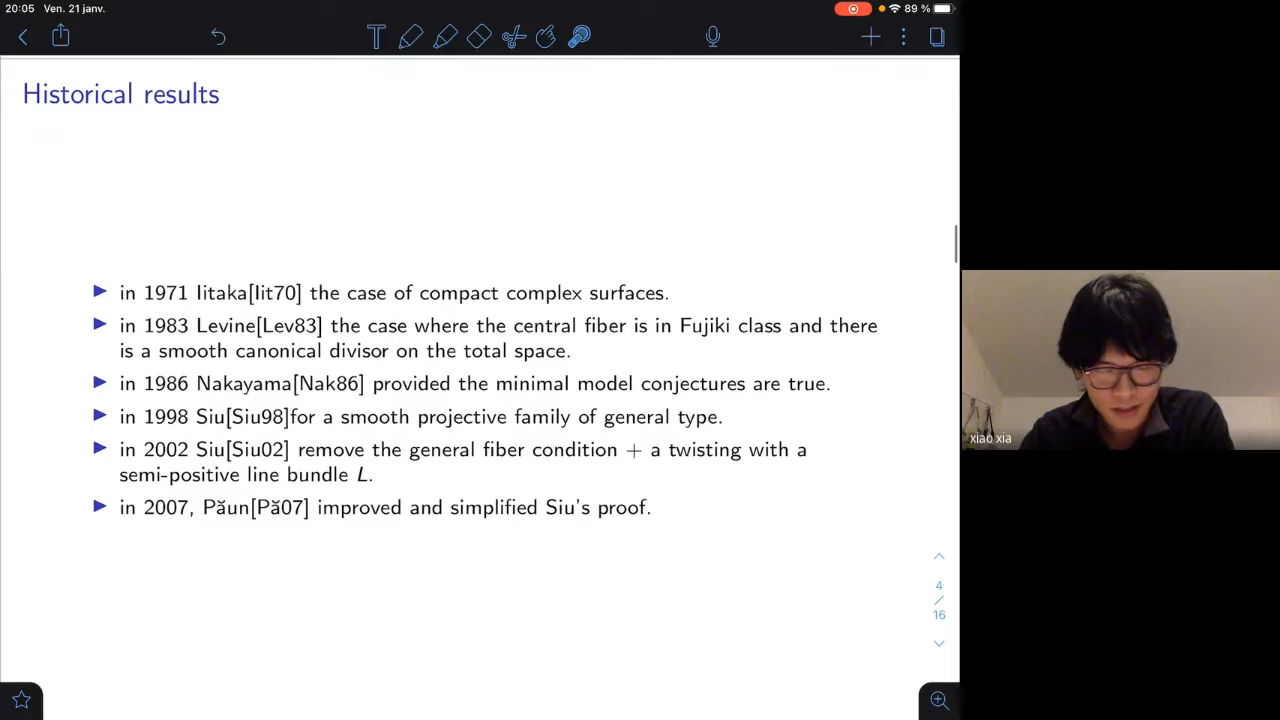 20:05 Ven. 21 janv.
89 %
Historical results
in 1971 Iitaka[Iit70] the case of compact complex surfaces.
in 1983 Levine[Lev83] the case where the central fiber is in Fujiki class and there
is a smooth canonical divisor on the total space.
in 1986 Nakayama[Nak86] provided the minimal model conjectures are true.
in 1998 Siu[Siu98]for a smooth projective family of general type.
in 2002 Siu[Siu02] remove the general fiber condition + a twisting with a
semi-positive line bundle L.
in 2007, Păun[Pă07] improved and simplified Siu's proof.
4
/
16
xiao xia